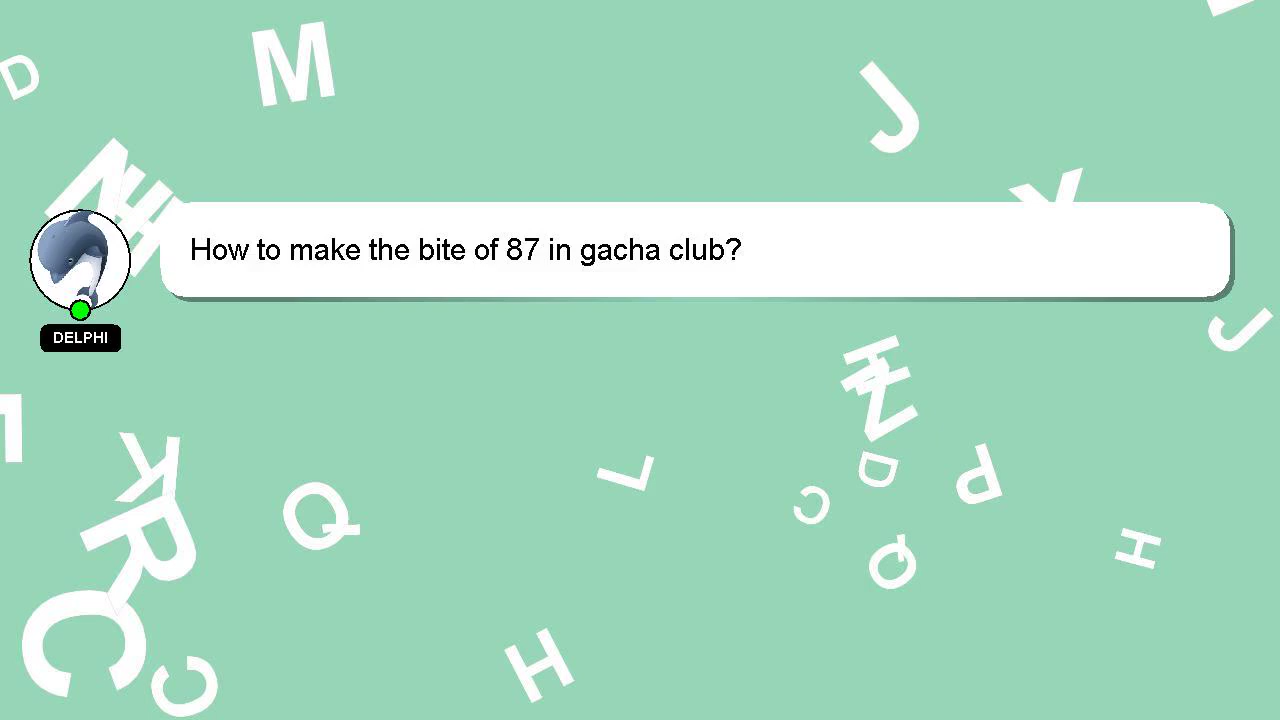 D
M
J
N
H
Y
How to make the bite of 87 in gacha club?
DELPHI
J
H
Z
K
L
D
P
R
Q
C
Q
H
C
C
H